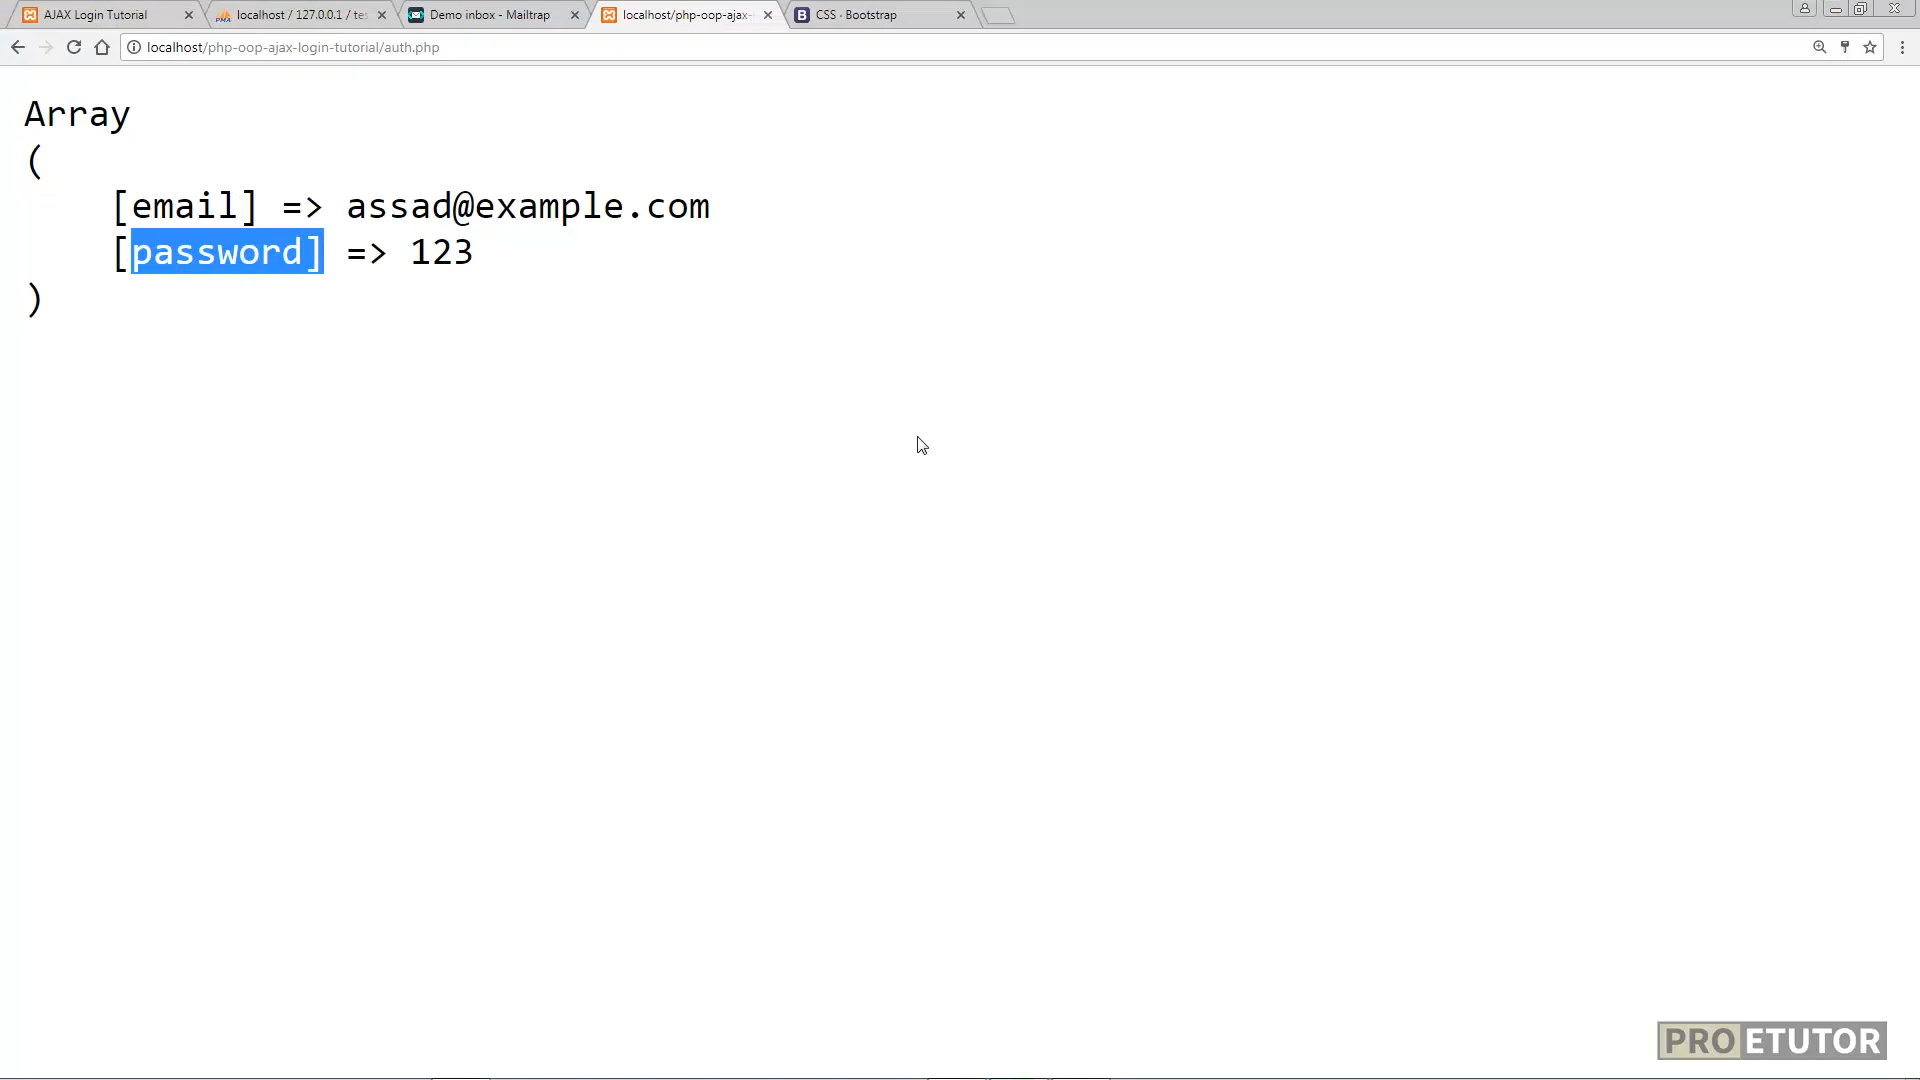 AJAX Login Tutorial
localhost / 127.0.0.1 / tes
Demo inbox - Mailtrap
localhost/php-oop-ajax-
B CSS · Bootstrap
localhost/php-oop-ajax-login-tutorial/auth.php
Array
(
[email] => assad@example.com
[password] => 123
)
PROETUTOR